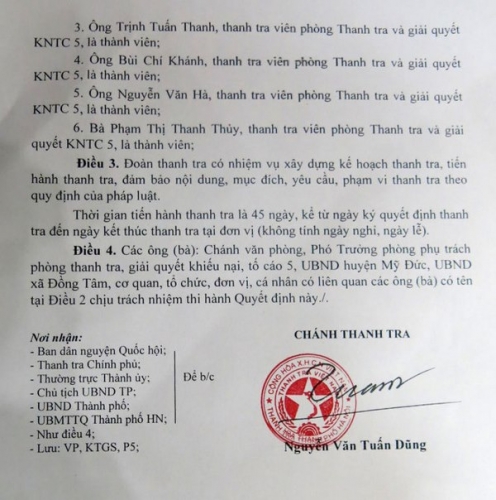 3. Ông Trịnh Tuấn Thanh, thanh tra viên phòng Thanh tra và giải quyết
KNTC 5, là thành viên;
4. Ông Bùi Chí Khánh, thanh tra viên phòng Thanh tra và giải quyết
KNTC 5, là thành viên;
5. Ông Nguyễn Văn Hà, thanh tra viên phòng Thanh tra và giải quyết
KNTC 5, là thành viên;
6. Bà Phạm Thị Thanh Thủy, thanh tra viên phòng Thanh tra và giải
quyết KNTC 5, là thành viên;
Điều 3. Đoàn thanh tra có nhiệm vụ xây dựng kế hoạch thanh tra, tiến
hành thanh tra, đảm bảo nội dung, mục đích, yêu cầu, phạm vi thanh tra theo
quy định của pháp luật.
Thời gian tiến hành thanh tra là 45 ngày, kể từ ngày ký quyết định thanh
tra đến ngày kết thúc thanh tra tại đơn vị (không tính ngày nghỉ, ngày lễ).
Điều 4. Các ông (bà): Chánh văn phòng, Phó Trưởng phòng phụ trách
phòng thanh tra, giải quyết khiếu nại, tố cáo 5, UBND huyện Mỹ Đức, UBND
xã Đồng Tâm, cơ quan, tổ chức, đơn vị, cá nhân có liên quan các ông (bà) có tên
tại Điều 2 chịu trách nhiệm thi hành Quyết định này./.
Nơi nhận:
- Ban dân nguyện Quốc hội;
- Thanh tra Chính phủ;
- Thường trực Thành ủy;
- Chủ tịch UBND TP;
- UBND Thành phố;
- UBMTTQ Thành phố HN;
- Như điều 4;
- Lưu: VP, KTGS, P5;
Để b/c
CHÁNH THANH TRA
Nguyễn Văn Tuấn Dũng